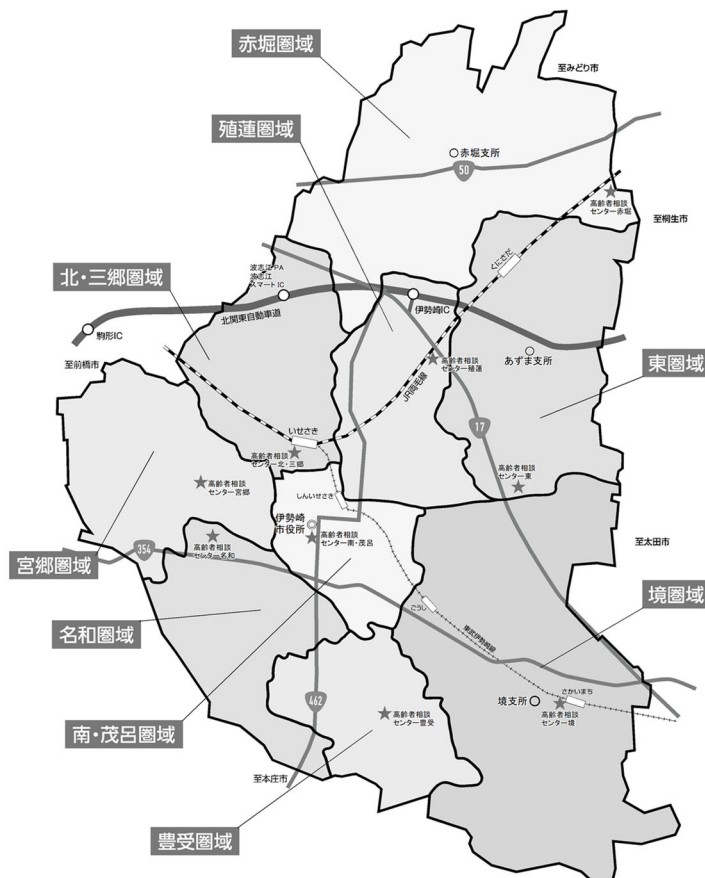 赤堀圏域
至みどり市
殖蓮圏域
赤堀支所
50
高齢者相談
センター赤堀
至桐生市
くにさだ
北・三郷圏域
波志江PA
波志江
スマートIC
伊勢崎IC
北関東自動車道
駒形IC
至前橋市
あずま支所
高齢者相談
センター殖蓮
JR両毛線
東圏域
17
いせさき
高齢者相談
センター北・三郷
高齢者相談
センター宮郷
高齢者相談
センター東
しんいせさき
伊勢崎
市役所
高齢者相談
センター南・茂呂
高齢者相談
センター名和
354
至太田市
宮郷圏域
名和圏域
ごうし
東武伊勢崎線
境圏域
さかいまち
境支所
高齢者相談
センター境
462
高齢者相談
センター豊受
南・茂呂圏域
至本庄市
豊受圏域